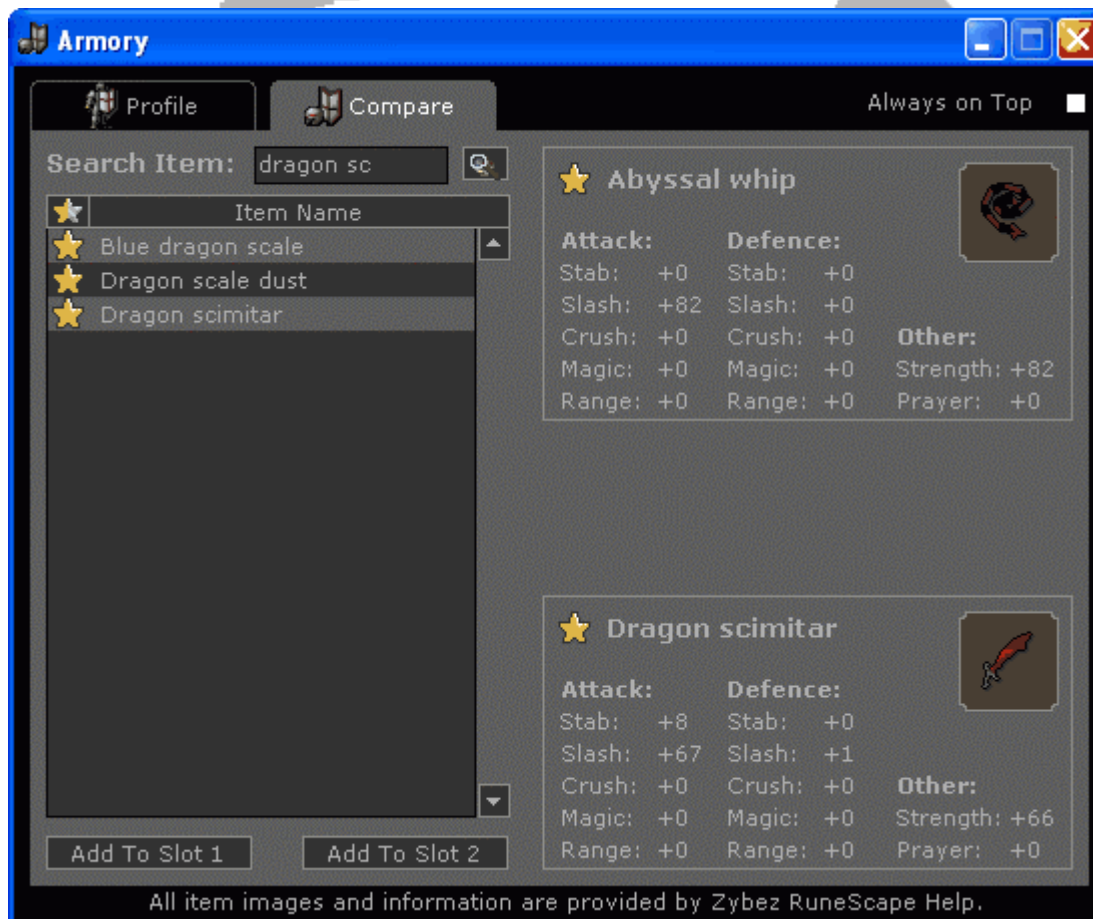 Armory
Profile
Compare
Always on Top
Search Item: dragon sc
Item Name
Blue dragon scale
Dragon scale dust
Dragon scimitar
Add To Slot 1
Add To Slot 2
Abyssal whip
Attack: Defence:
Stab: +0 Stab: +0
Slash: +82 Slash: +0
Crush: +0 Crush: +0 Other:
Magic: +0 Magic: +0 Strength: +82
Range: +0 Range: +0 Prayer: +0
Dragon scimitar
Attack: Defence:
Stab: +8 Stab: +0
Slash: +67 Slash: +1
Crush: +0 Crush: +0 Other:
Magic: +0 Magic: +0 Strength: +66
Range: +0 Range: +0 Prayer: +0
All item images and information are provided by Zybez RuneScape Help.